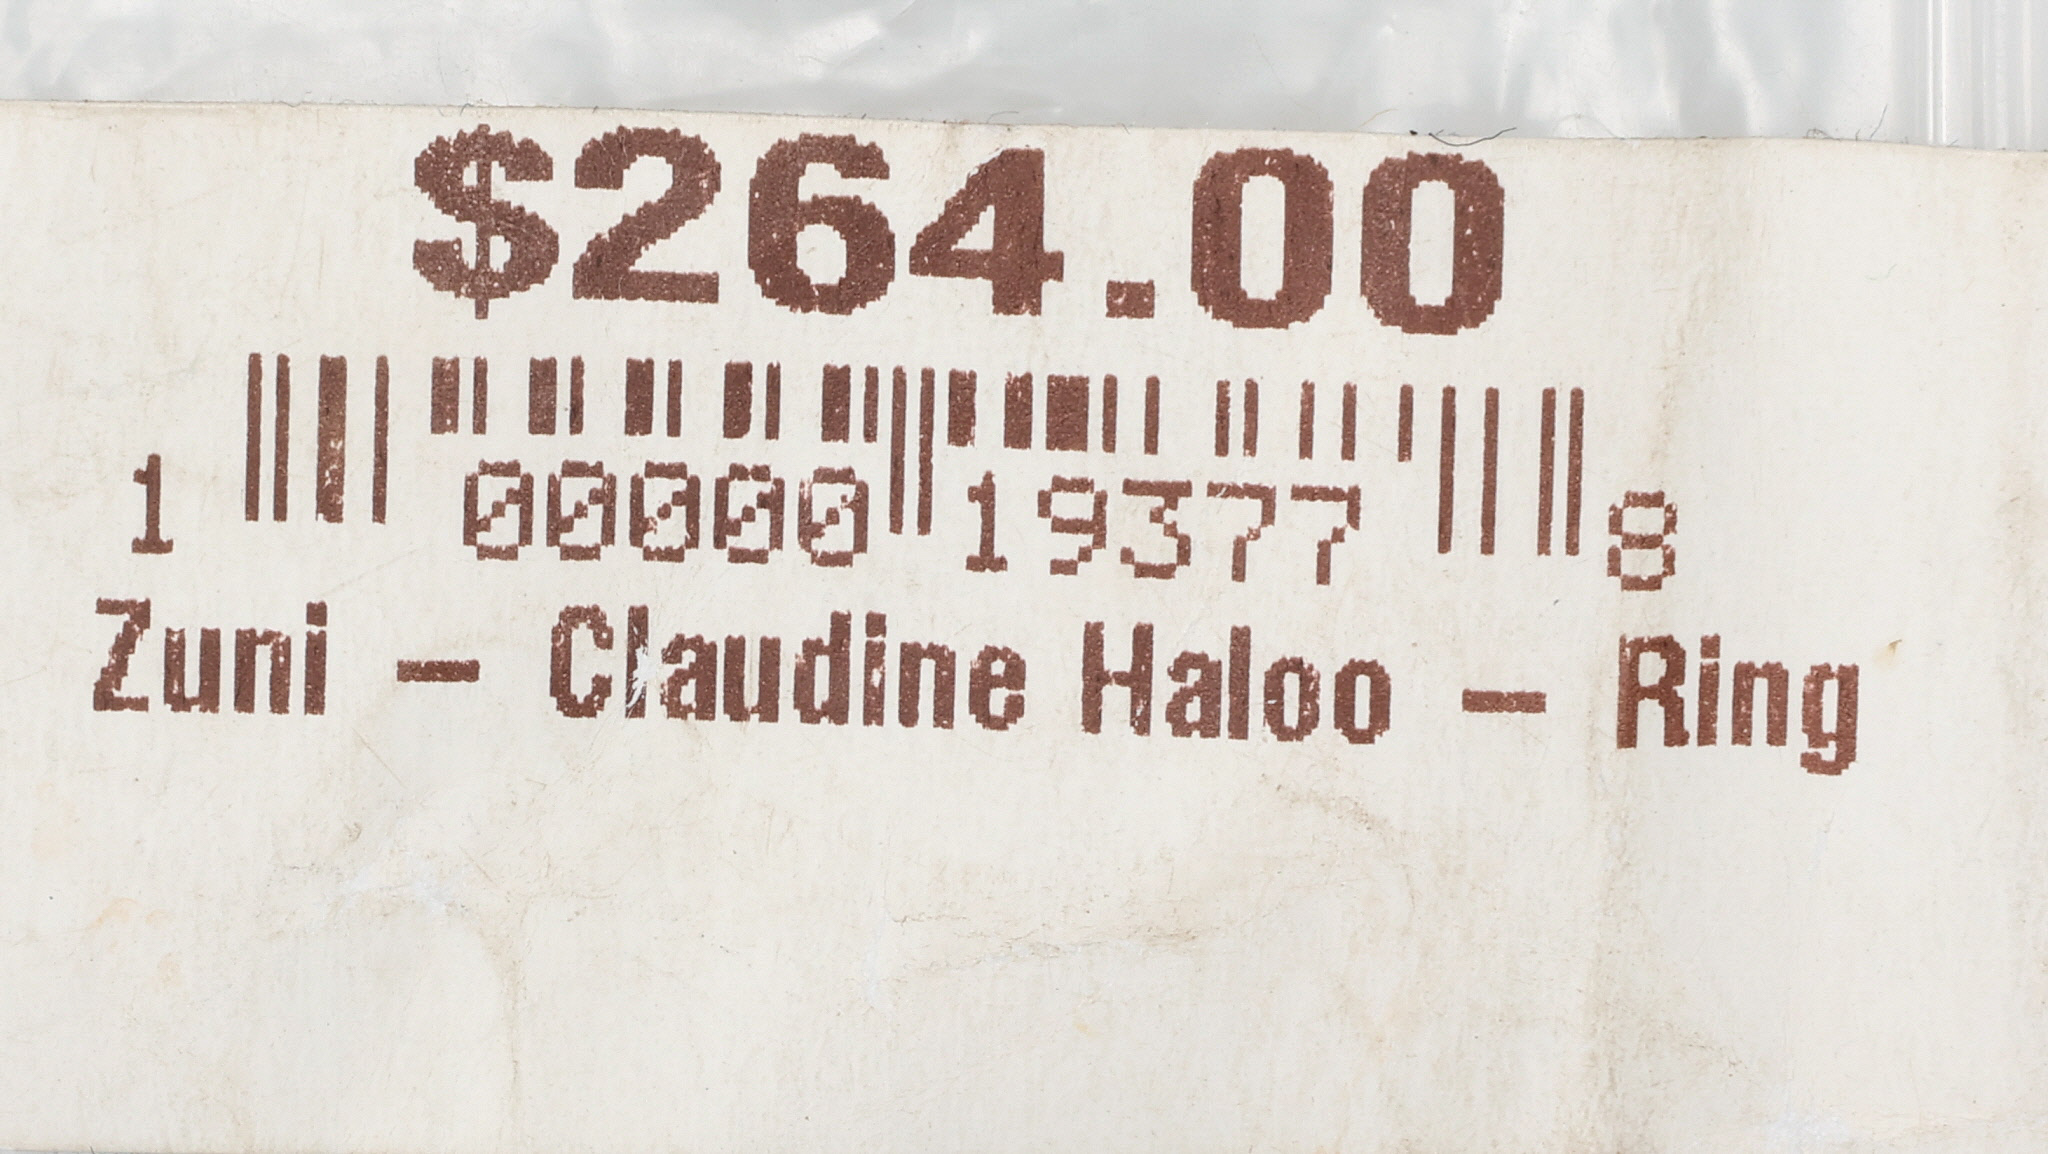 $264.00
1 00000 19377 8
Zuni - Claudine Haloo - Ring